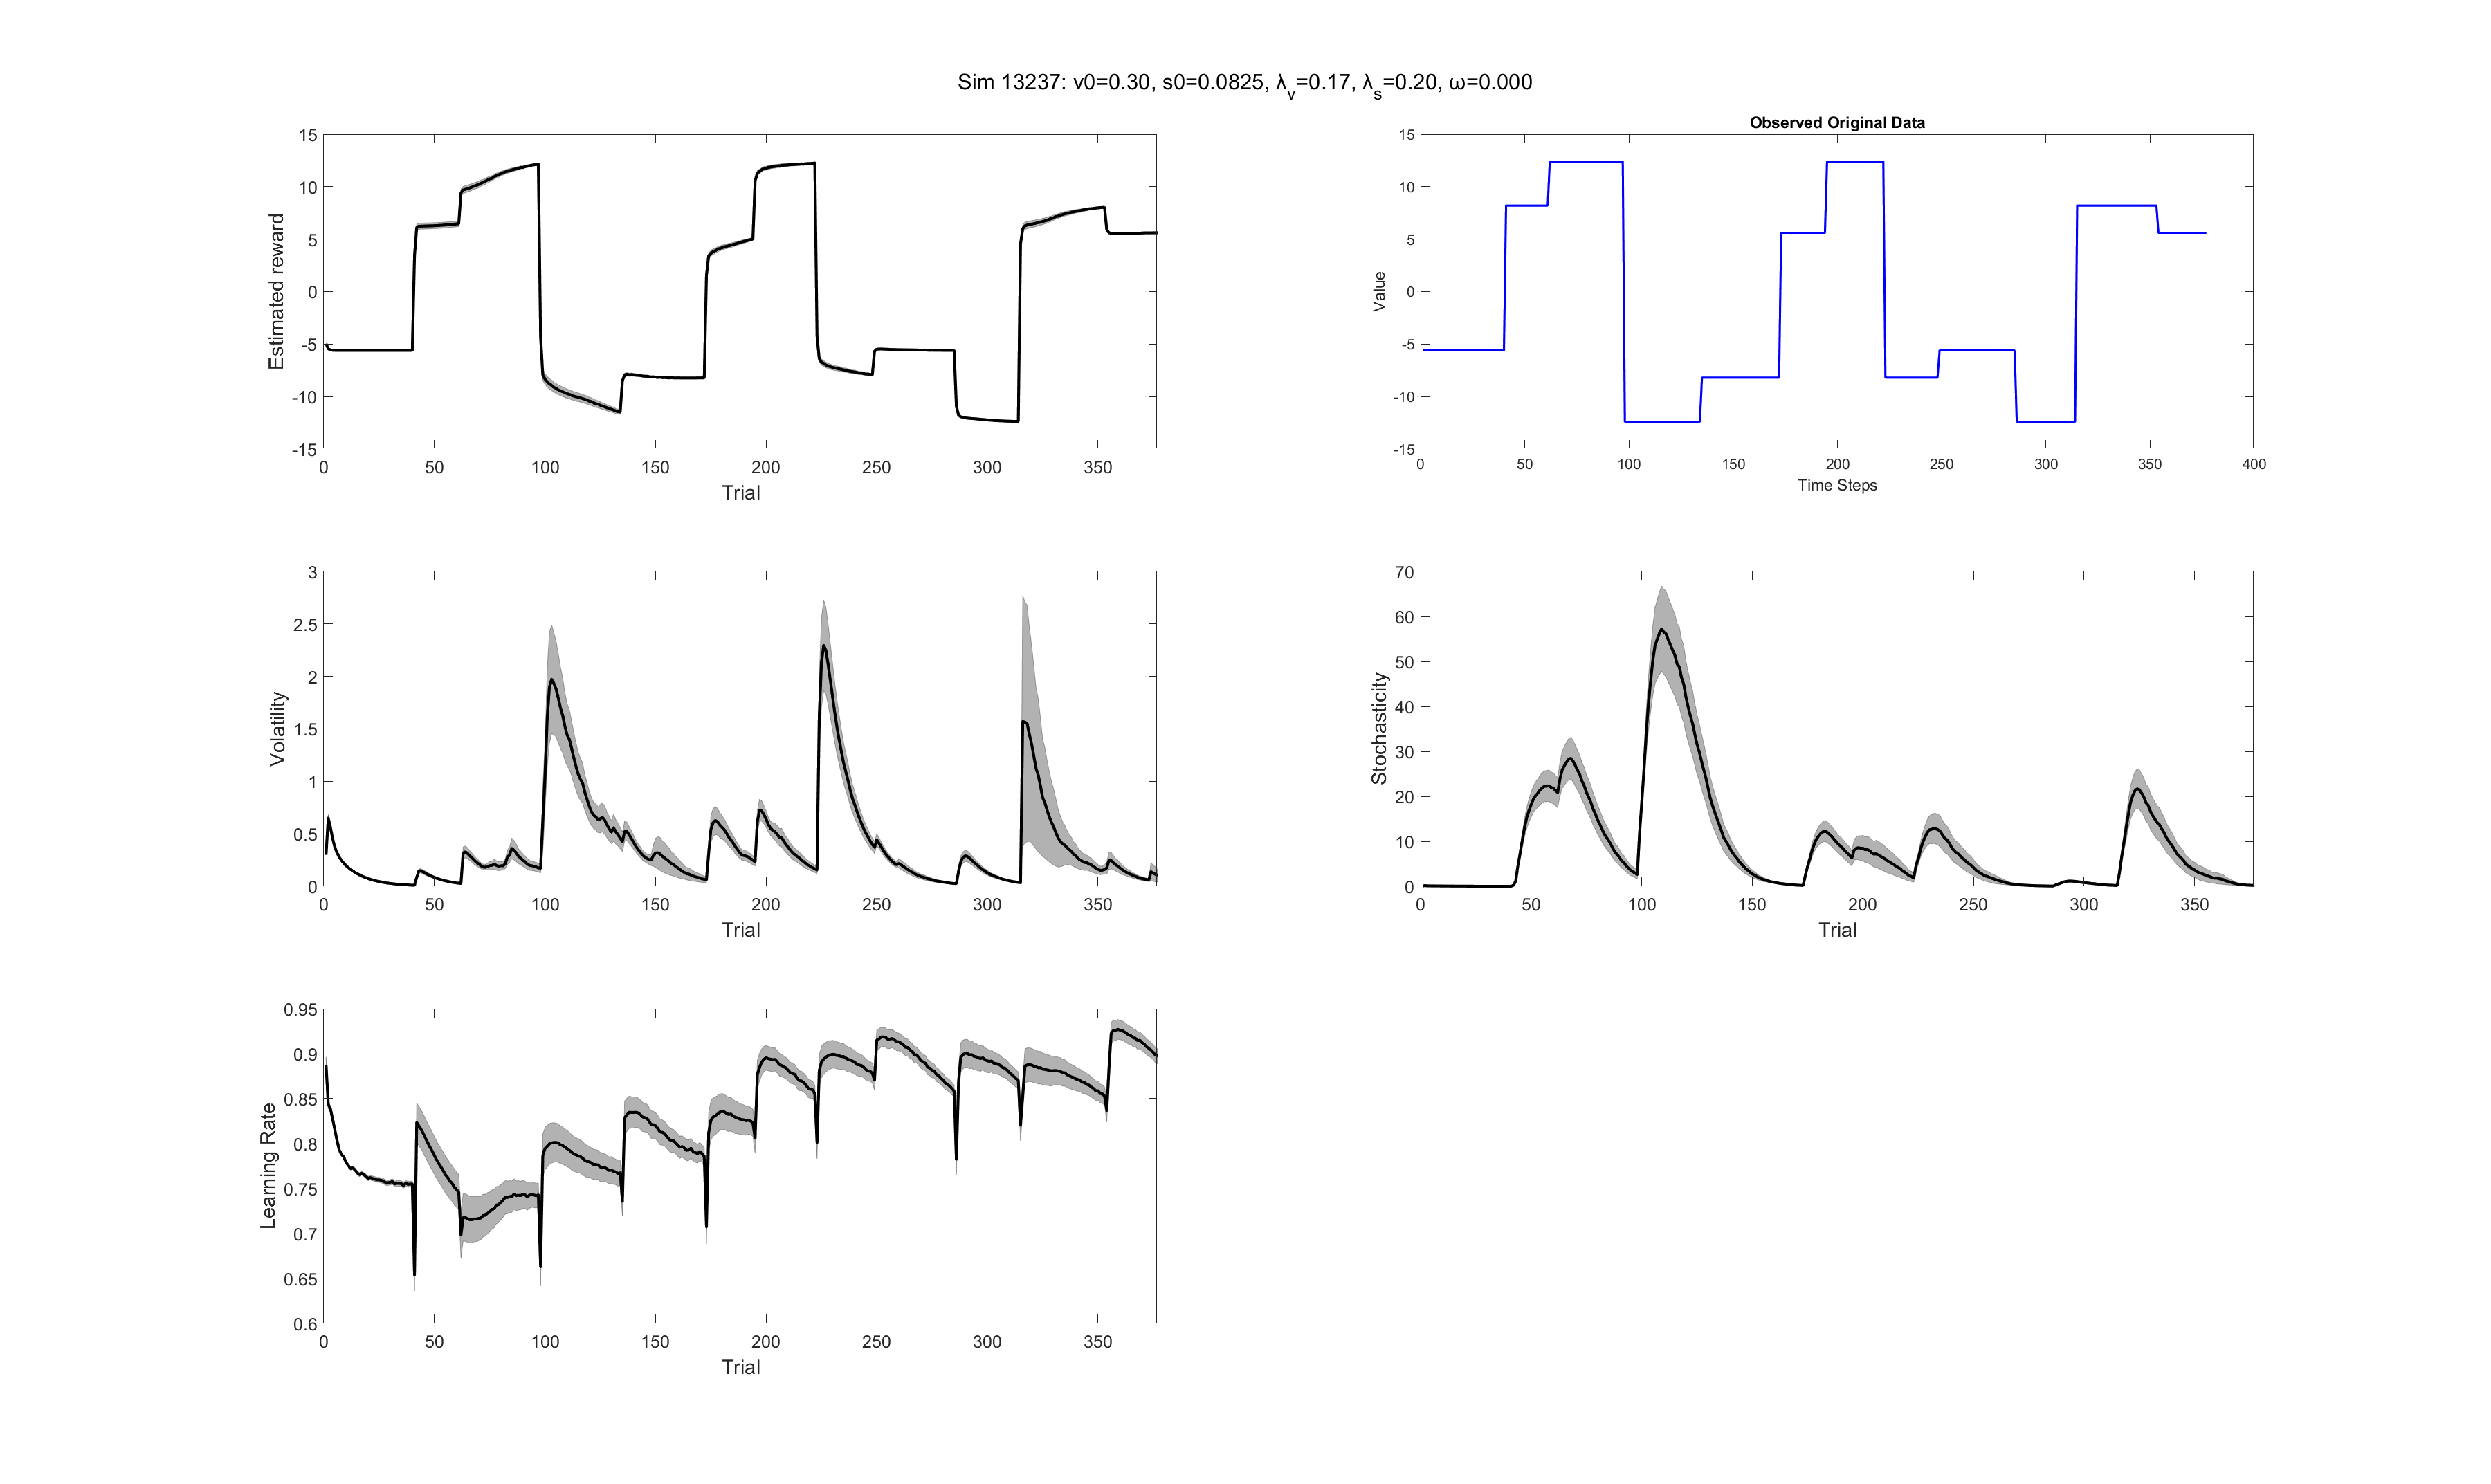 Sim 13237: v0=0.30, s0=0.0825, λv=0.17, λs=0.20, ω=0.000
15
10
5
0
-5
-10
-15
Estimated reward
0 50 100 150 200 250 300 350
Trial
Observed Original Data
15
10
5
0
-5
-10
-15
Value
0 50 100 150 200 250 300 350 400
Time Steps
3
2.5
2
1.5
1
0.5
0
Volatility
0 50 100 150 200 250 300 350
Trial
70
60
50
40
30
20
10
0
Stochasticity
0 50 100 150 200 250 300 350
Trial
0.95
0.9
0.85
0.8
0.75
0.7
0.65
0.6
Learning Rate
0 50 100 150 200 250 300 350
Trial